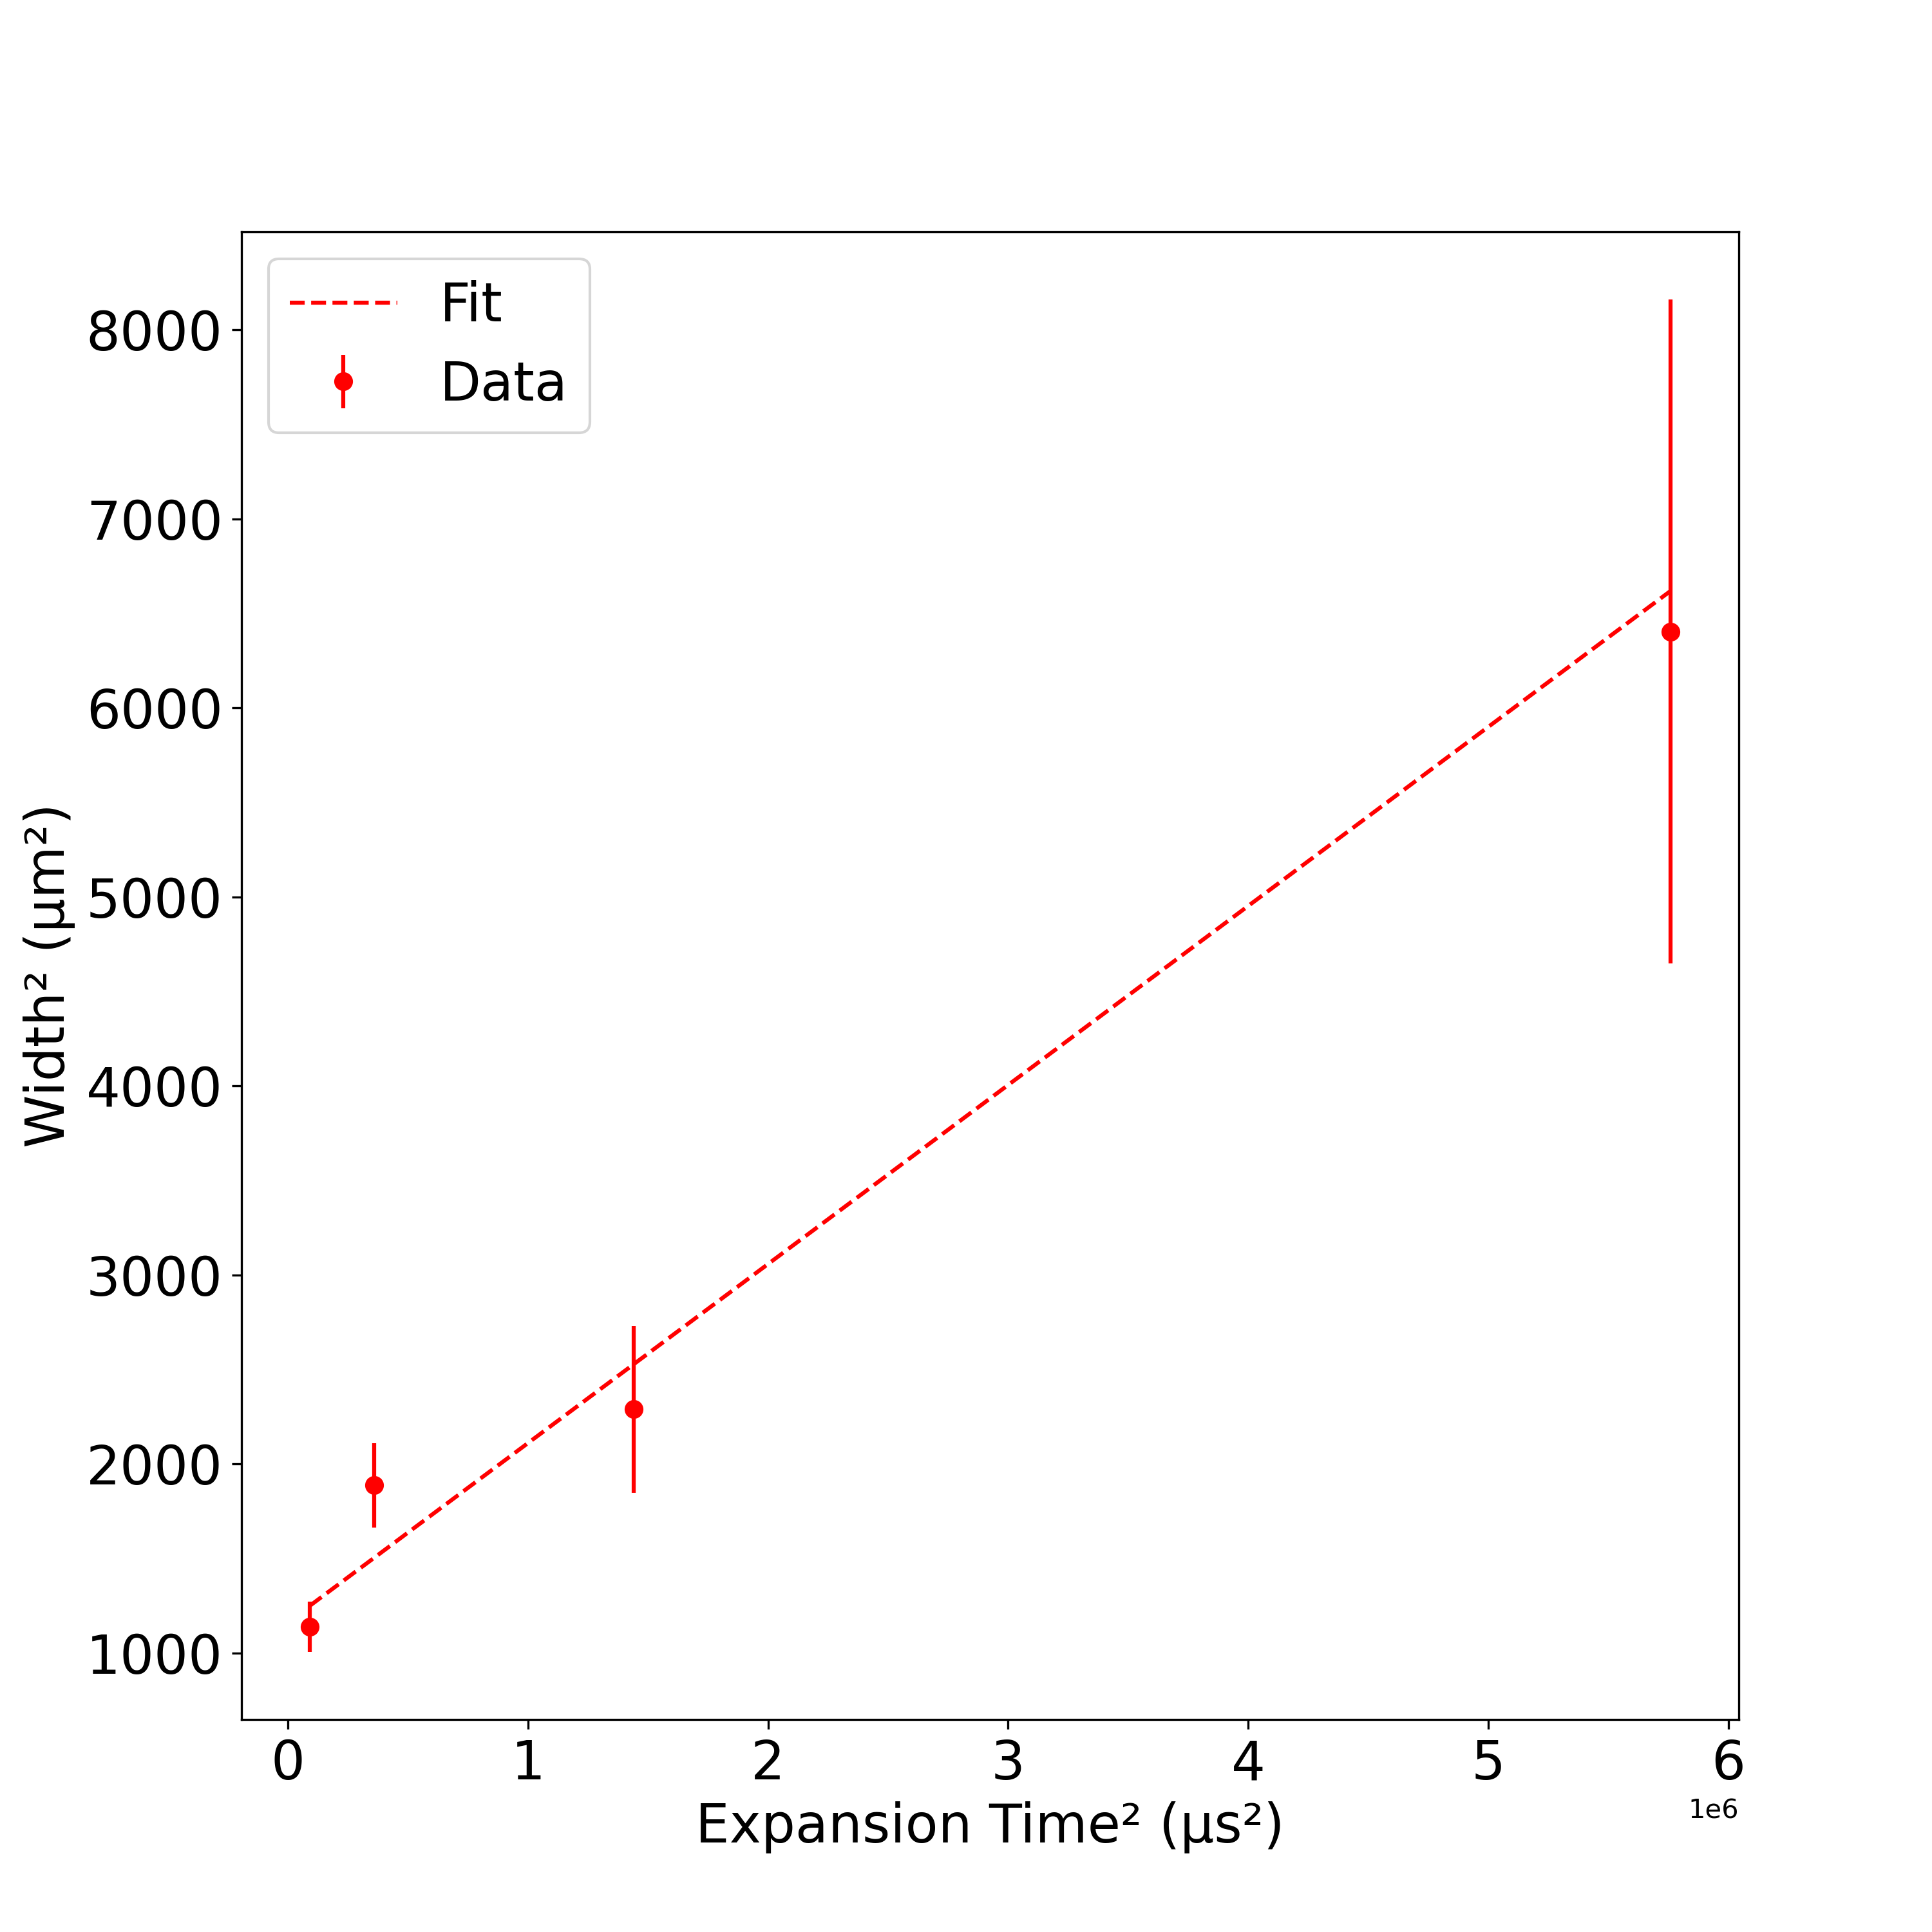 Fit
Data
8000
7000
6000
5000
4000
3000
2000
1000
Width² (µm²)
0 1 2 3 4 5 6
1e6
Expansion Time² (µs²)